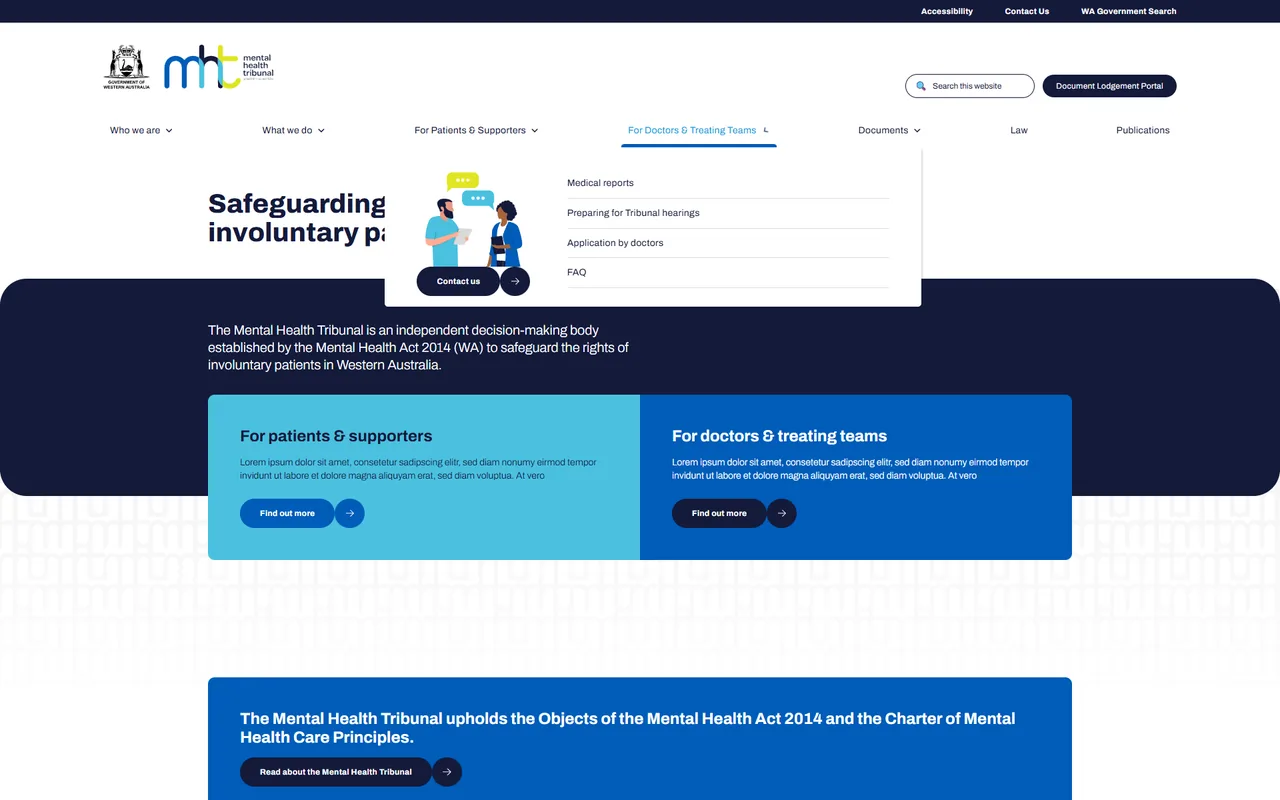 Accessibility
Contact Us
WA Government Search
GOVERNMENT OF
WESTERN AUSTRALIA
mht
mental
health
tribunal
Search this website
Document Lodgement Portal
Who we are
What we do
For Patients & Supporters
For Doctors & Treating Teams
Documents
Law
Publications
Safeguarding
involuntary pa
Contact us
Medical reports
Preparing for Tribunal hearings
Application by doctors
FAQ
The Mental Health Tribunal is an independent decision-making body
established by the Mental Health Act 2014 (WA) to safeguard the rights of
involuntary patients in Western Australia.
For patients & supporters
Lorem ipsum dolor sit amet, consetetur sadipscing elitr, sed diam nonumy eirmod tempor
invidunt ut labore et dolore magna aliquyam erat, sed diam voluptua. At vero
Find out more
For doctors & treating teams
Lorem ipsum dolor sit amet, consetetur sadipscing elitr, sed diam nonumy eirmod tempor
invidunt ut labore et dolore magna aliquyam erat, sed diam voluptua. At vero
Find out more
The Mental Health Tribunal upholds the Objects of the Mental Health Act 2014 and the Charter of Mental
Health Care Principles.
Read about the Mental Health Tribunal